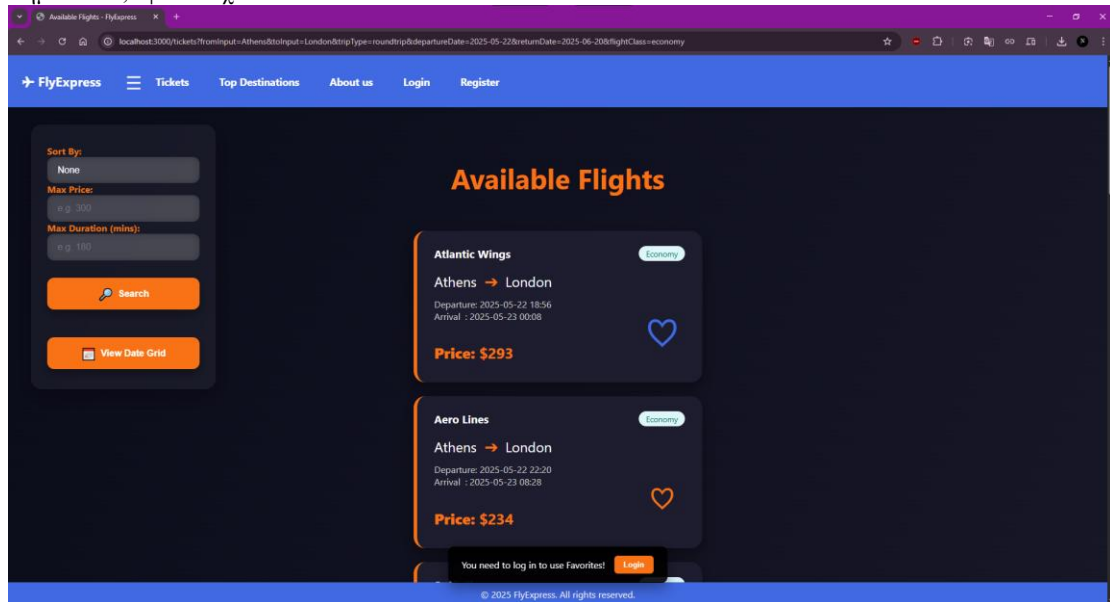 Available Flights - FlyExpress
localhost:3000/tickets?fromInput=Athens&toInput=London&tripType=roundtrip&departureDate=2025-05-22&returnDate=2025-06-20&flightClass=economy
FlyExpress Tickets Top Destinations About us Login Register
Sort By:
None
Max Price:
e.g. 300
Max Duration (mins):
e.g. 180
Search
View Date Grid
Available Flights
Atlantic Wings Economy
Athens → London
Departure: 2025-05-22 18:56
Arrival : 2025-05-23 00:08
Price: $293
Aero Lines Economy
Athens → London
Departure: 2025-05-22 22:20
Arrival : 2025-05-23 08:28
Price: $234
You need to log in to use Favorites! Login
© 2025 FlyExpress. All rights reserved.